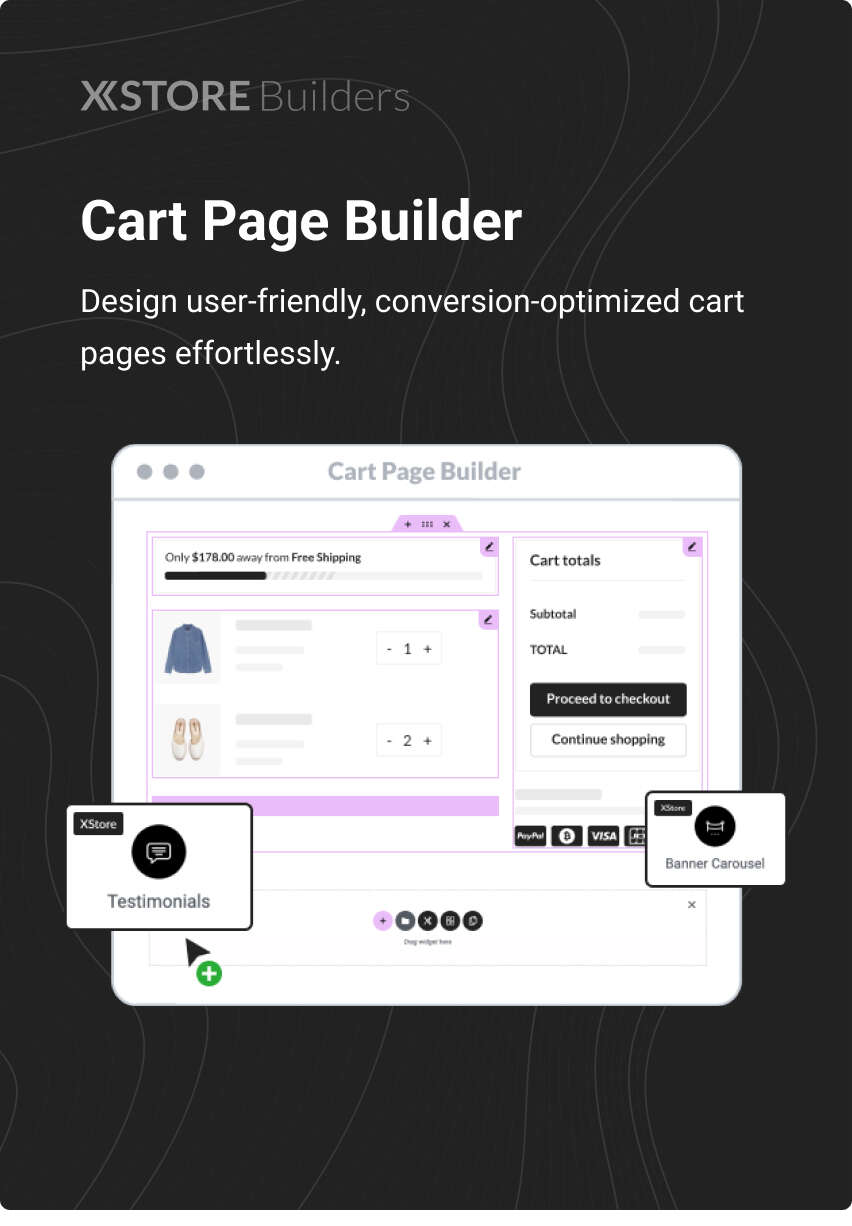 XSTORE Builders
Cart Page Builder
Design user-friendly, conversion-optimized cart
pages effortlessly.
Cart Page Builder
Only $178.00 away from Free Shipping
- 1 +
- 2 +
Cart totals
Subtotal
TOTAL
Proceed to checkout
Continue shopping
PayPal
VISA
JCB
XStore
Testimonials
XStore
Banner Carousel
Drag widget here